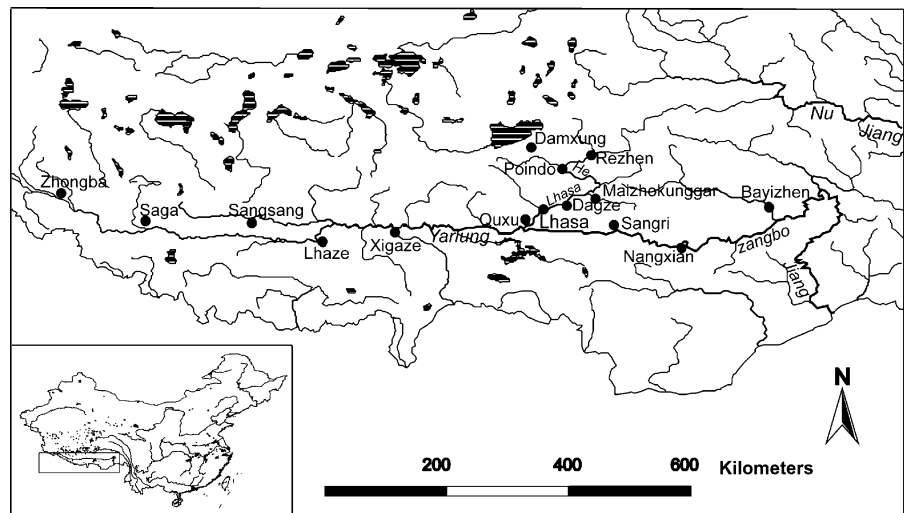 Nu
Jiang
Damxung
Rezhen
Poindo
He
Zhongba
Maizhokunggar
Bayizhen
Lhasa
Dagze
Saga
Sangsang
Quxu
Lhasa
Sangri
Yarlung
Xigaze
Lhaze
Nangxian
zangbo
jiang
N
200
400
600
Kilometers